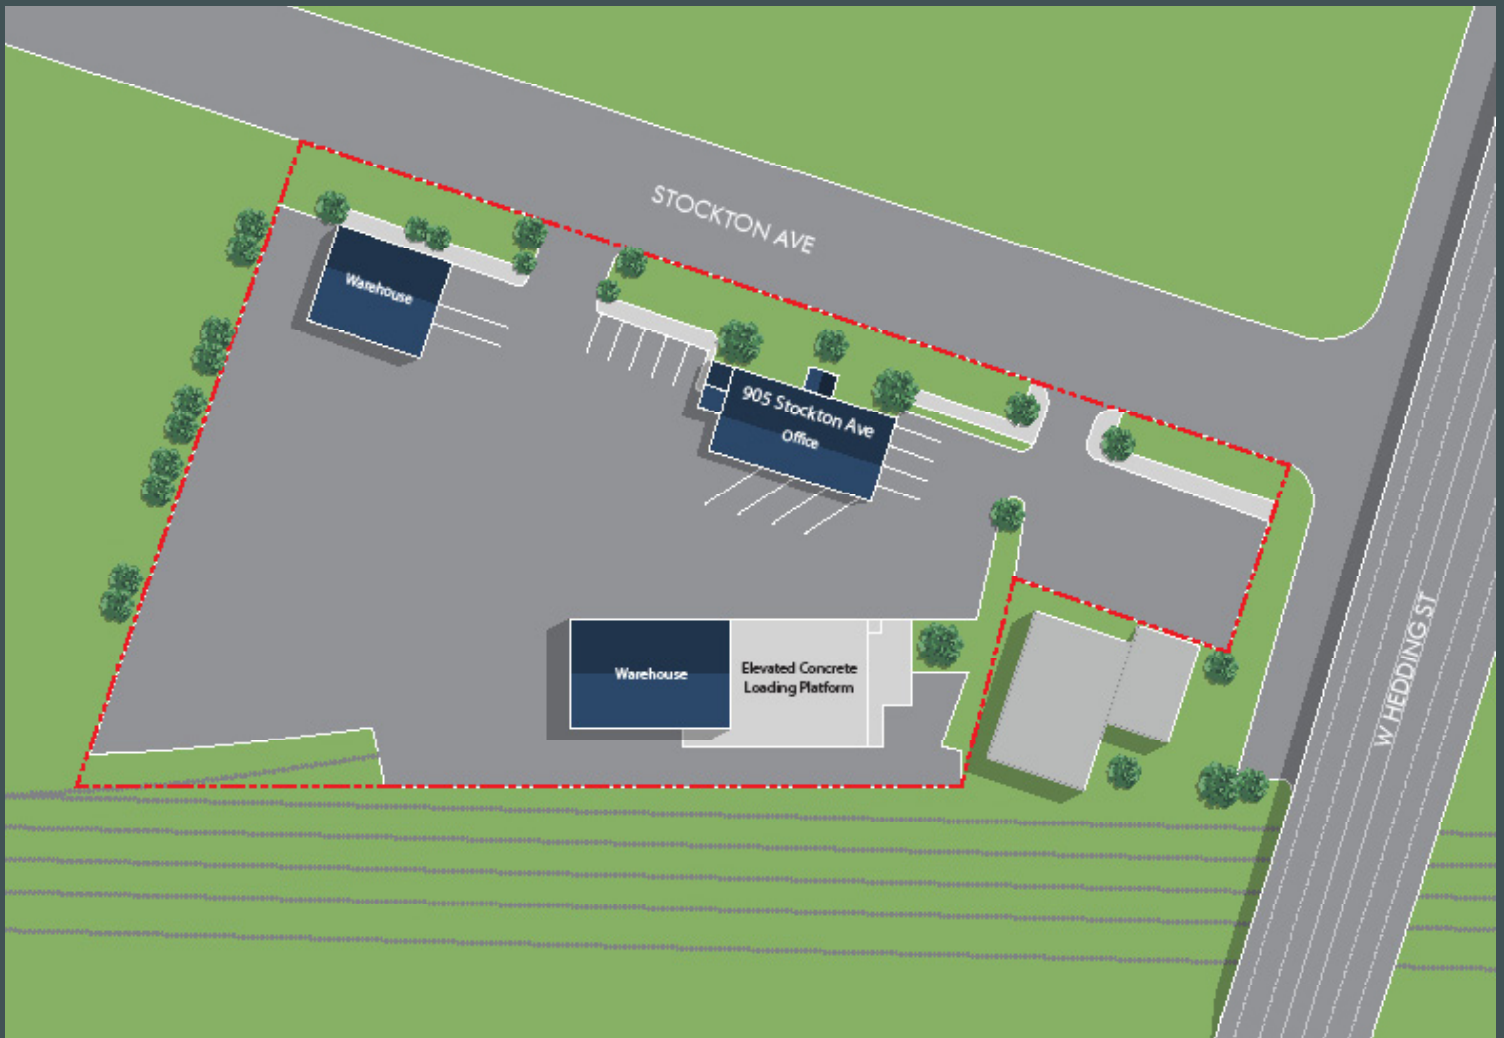 STOCKTON AVE
Warehouse
905 Stockton Ave
Office
Warehouse
Elevated Concrete
Loading Platform
W HEDDING ST